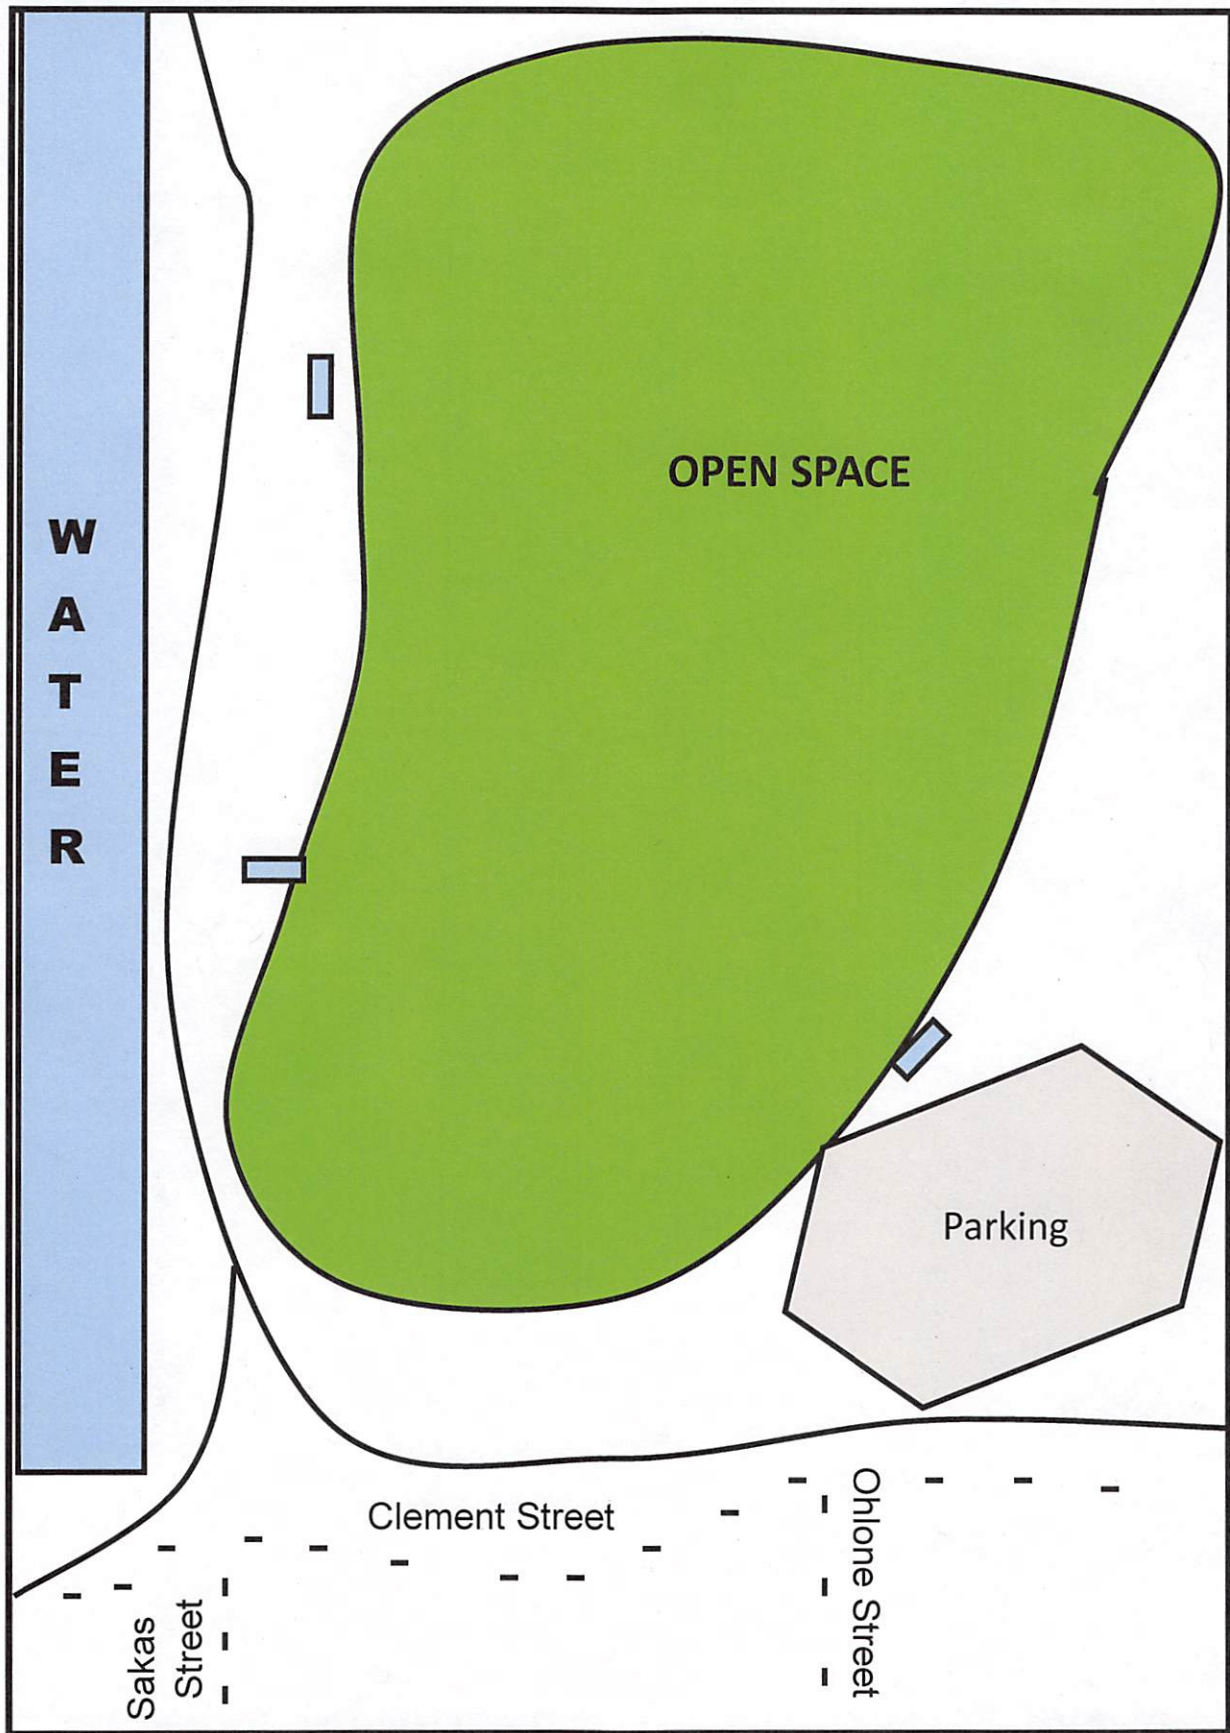 OPEN SPACE
WATER
Parking
Clement Street
Ohlone Street
Sakas
Street